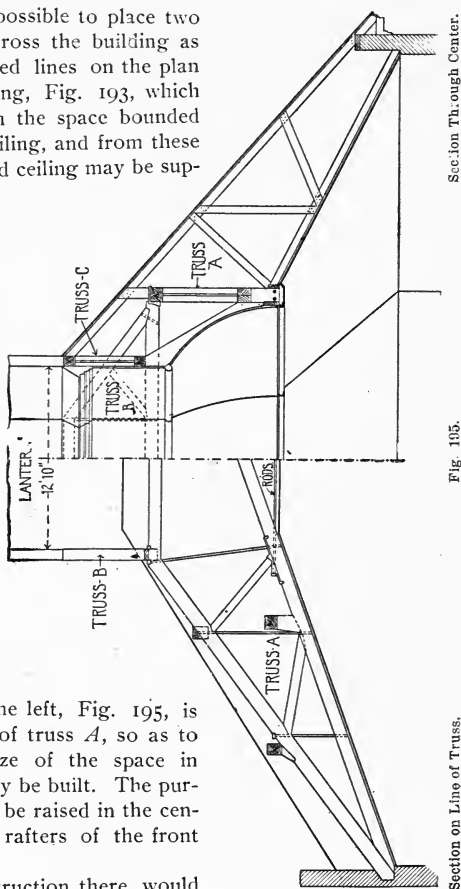 possible to place two
ross the building as
ed lines on the plan
ng, Fig. 193, which
n the space bounded
iling, and from these
d ceiling may be sup-
TRUSS-C
TRUSS
A
TRUSS
B
LANTER.
12'10"
TRUSS-B
RODS
TRUSS-A
Section Through Center.
Fig. 195.
Section on Line of Truss.
ne left, Fig. 195, is
of truss A, so as to
ze of the space in
y be built. The pur-
be raised in the cen-
rafters of the front
ruction there would